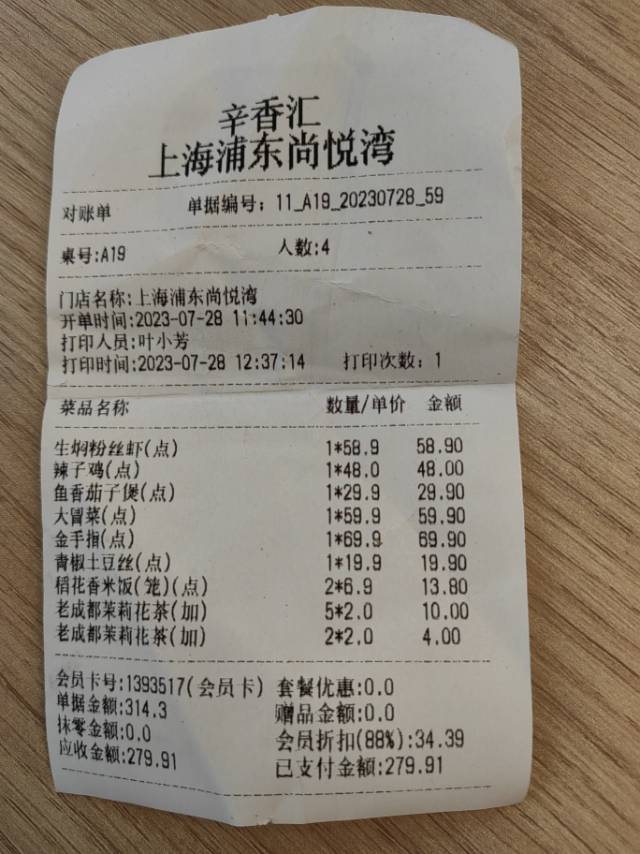 辛香汇
上海浦东尚悦湾
对账单 单据编号：11_A19_20230728_59
桌号:A19 人数:4
门店名称:上海浦东尚悦湾
开单时间:2023-07-28 11:44:30
打印人员:叶小芳
打印时间:2023-07-28 12:37:14 打印次数：1
菜品名称 数量/单价 金额
生焖粉丝虾(点) 1*58.9 58.90
辣子鸡(点) 1*48.0 48.00
鱼香茄子煲(点) 1*29.9 29.90
大冒菜(点) 1*59.9 59.90
金手指(点) 1*69.9 69.90
青椒土豆丝(点) 1*19.9 19.90
稻花香米饭(笼)(点) 2*6.9 13.80
老成都茉莉花茶(加) 5*2.0 10.00
老成都茉莉花茶(加) 2*2.0 4.00
会员卡号:1393517(会员卡) 套餐优惠:0.0
单据金额:314.3 赠品金额:0.0
抹零金额:0.0 会员折扣(88%):34.39
应收金额:279.91 已支付金额:279.91